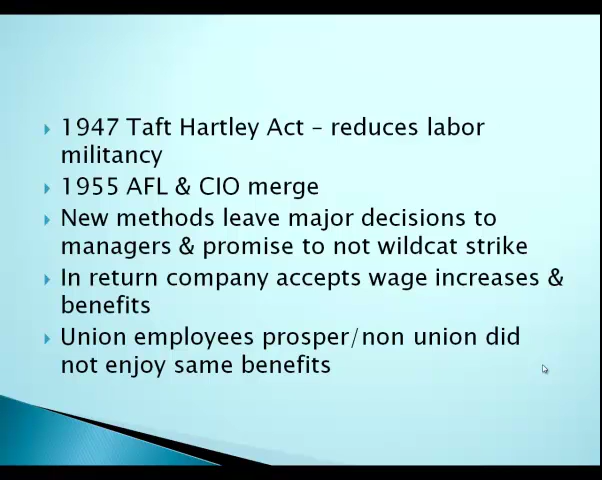 1947 Taft Hartley Act – reduces labor
militancy
1955 AFL & CIO merge
New methods leave major decisions to
managers & promise to not wildcat strike
In return company accepts wage increases &
benefits
Union employees prosper/non union did
not enjoy same benefits